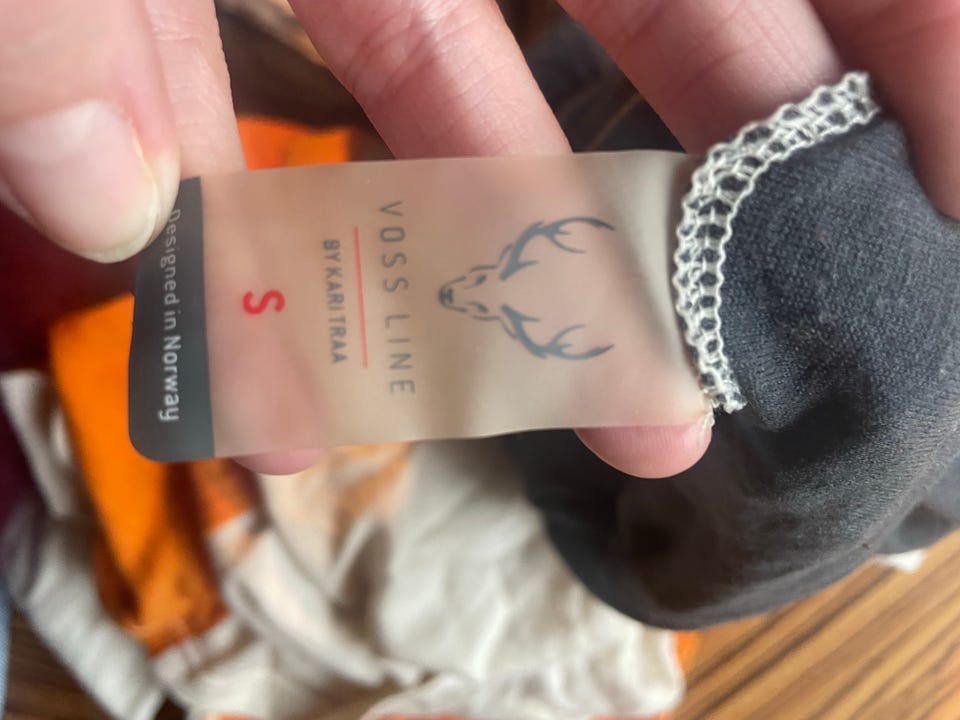 VOSS LINE
BY KARI TRAA
S
Designed in Norway